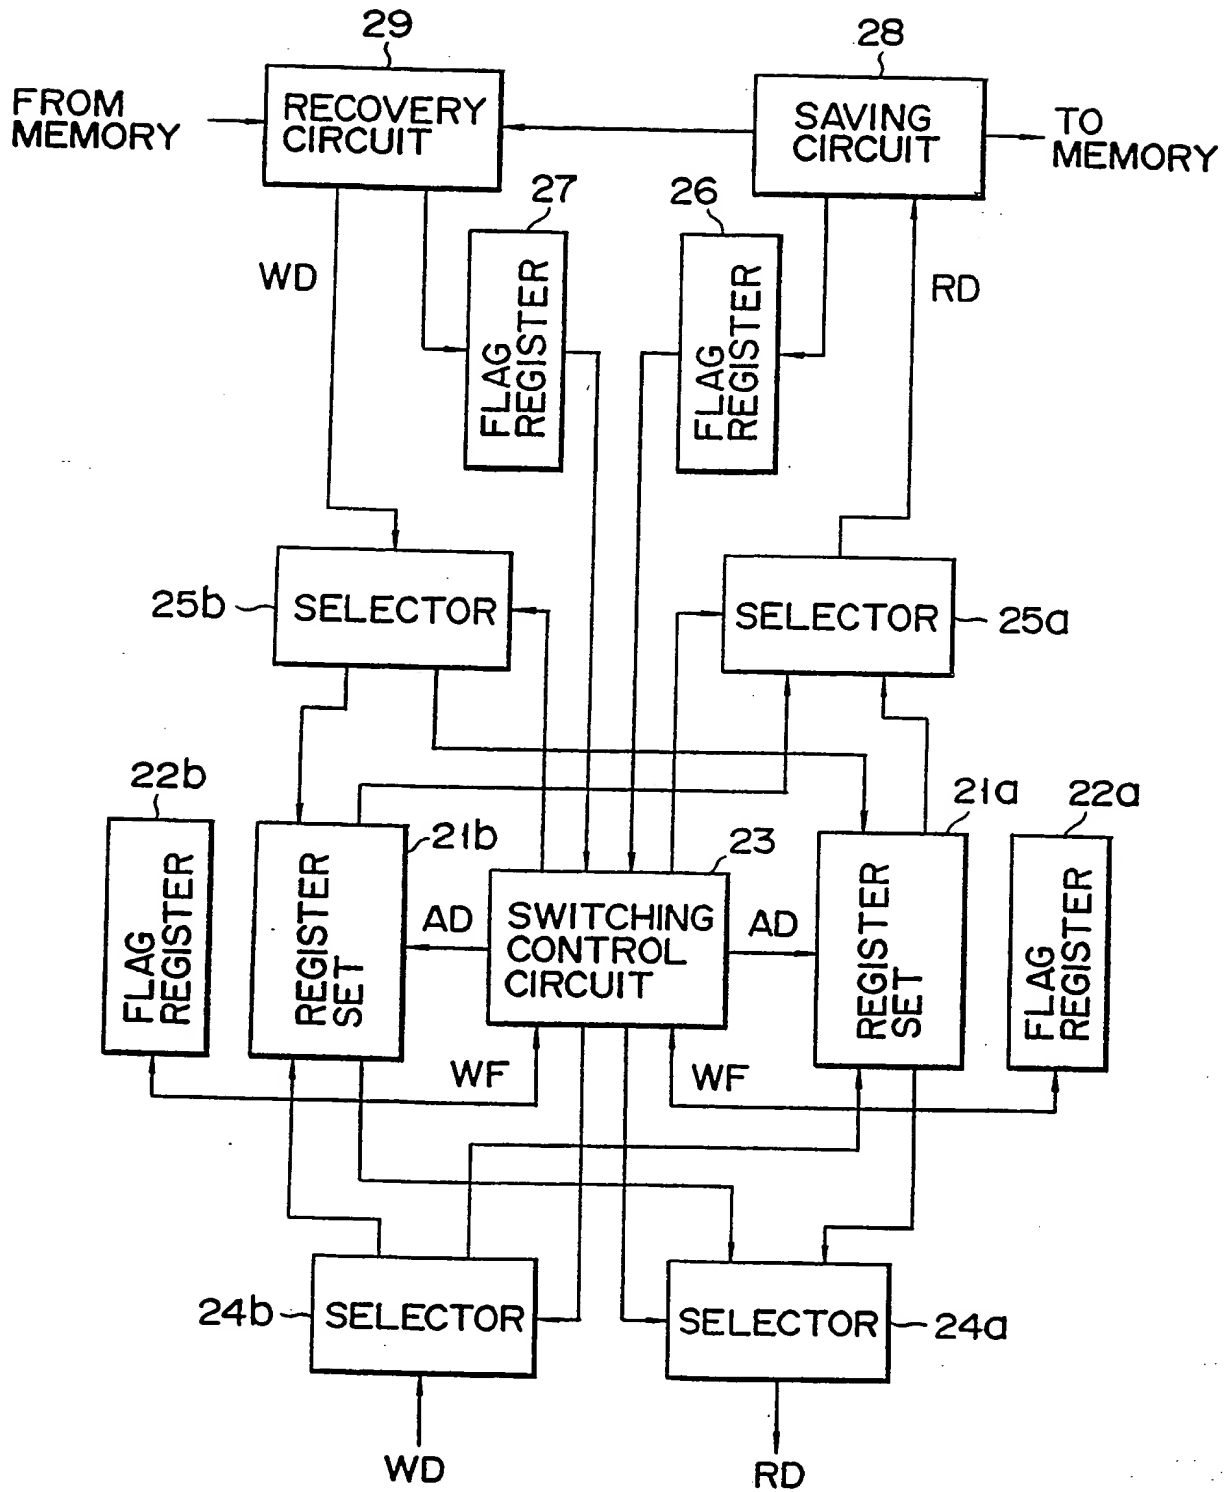 29
28
FROM
MEMORY
RECOVERY
CIRCUIT
SAVING
CIRCUIT
TO
MEMORY
27
26
WD
FLAG
REGISTER
FLAG
REGISTER
RD
25b
SELECTOR
SELECTOR
25a
22b
21b
23
21a
22a
FLAG
REGISTER
REGISTER
SET
AD
SWITCHING
CONTROL
CIRCUIT
AD
REGISTER
SET
FLAG
REGISTER
WF
WF
24b
SELECTOR
SELECTOR
24a
WD
RD